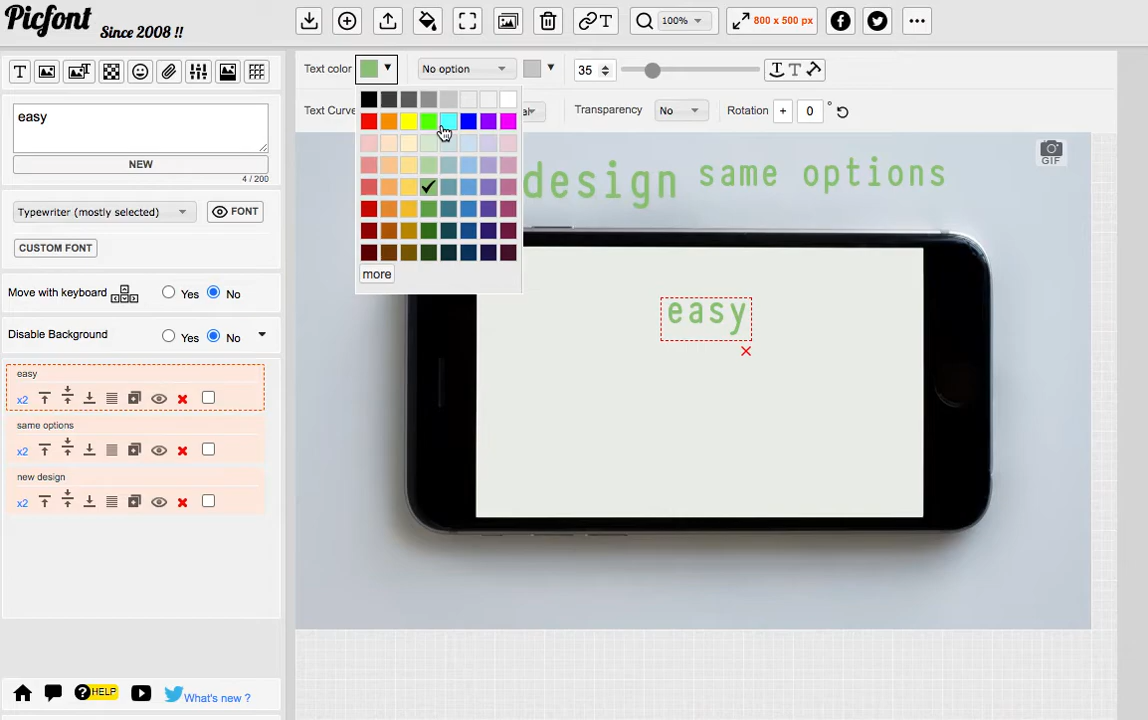 Picfont
Since 2008 !!
T
100%
800 x 500 px
Text color
No option
35
T
Text Curve
al
Transparency
No
Rotation
+
0
easy
NEW
4 / 200
Typewriter (mostly selected)
FONT
CUSTOM FONT
Move with keyboard
Yes
No
Disable Background
Yes
No
easy
x2
same options
x2
new design
x2
more
design same options
GIF
easy
HELP
What's new ?